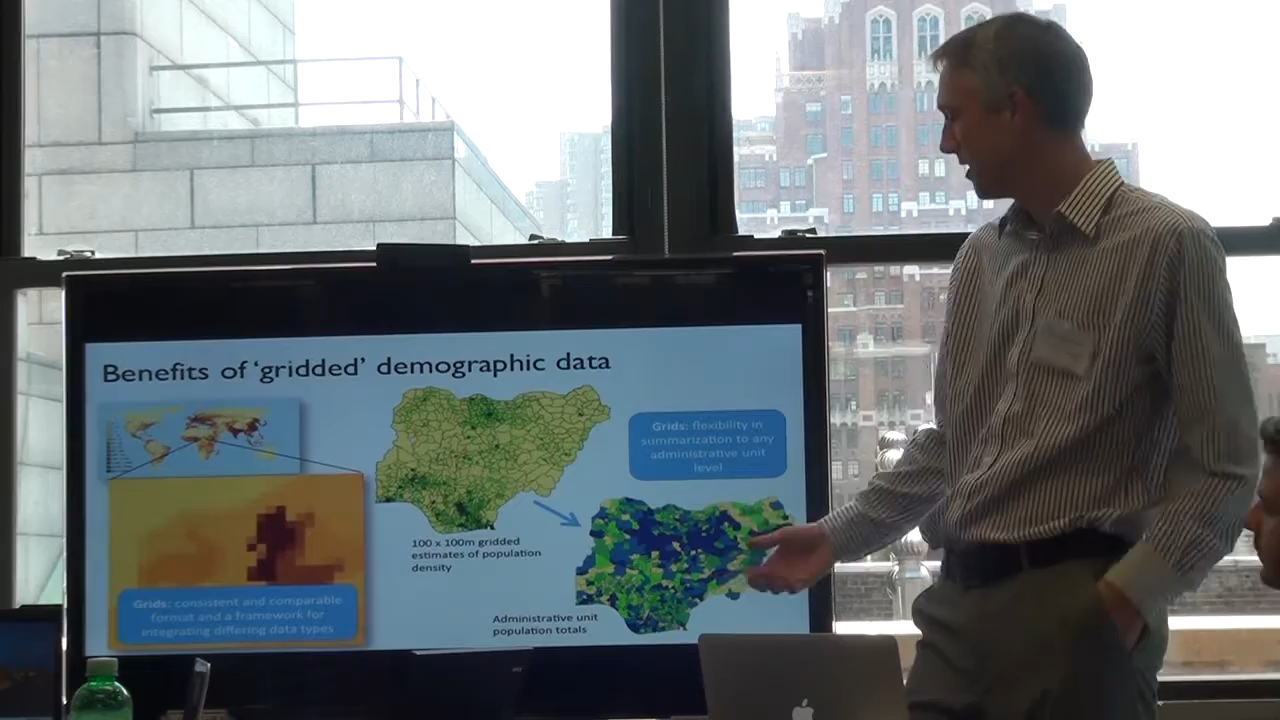 Benefits of 'gridded' demographic data
Grids: flexibility in
summarization to any
administrative unit
level
100 x 100m gridded
estimates of population
density
Grids: consistent and comparable
format and a framework for
integrating differing data types
Administrative unit
population totals